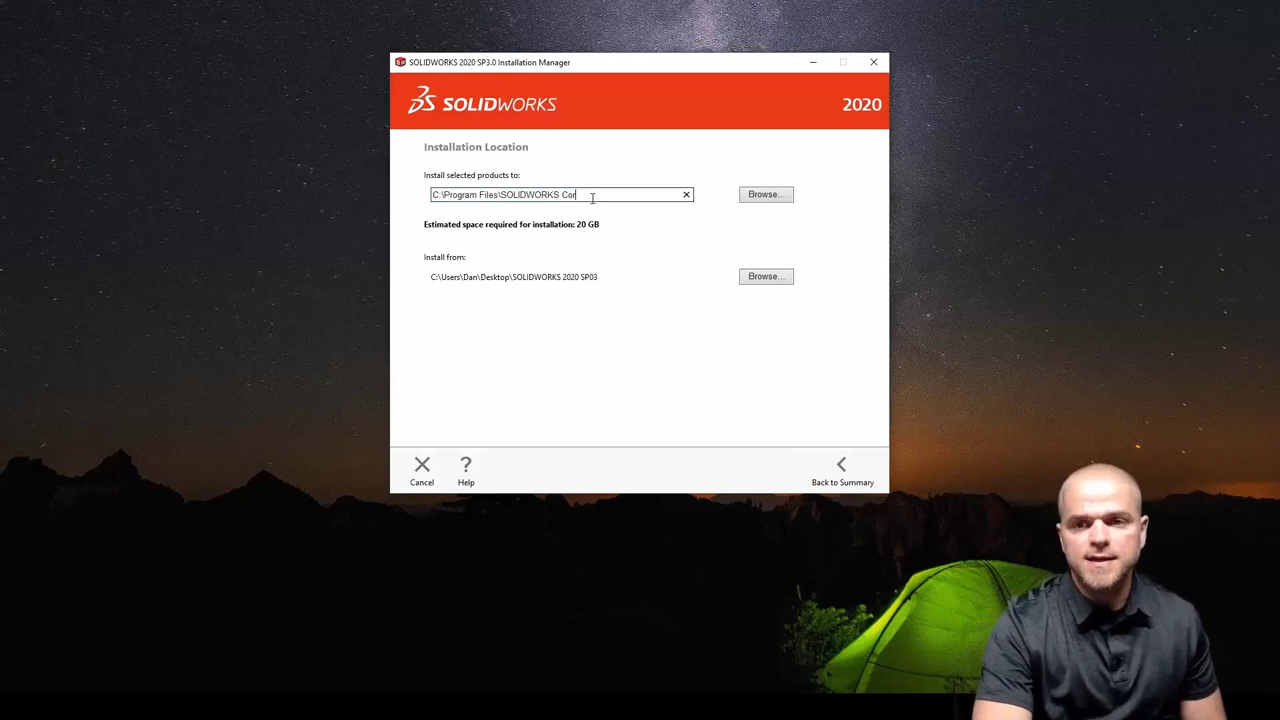 SOLIDWORKS 2020 SP3.0 Installation Manager
SOLIDWORKS 2020
Installation Location
Install selected products to:
C:\Program Files\SOLIDWORKS Cor Browse...
Estimated space required for installation: 20 GB
Install from:
C:\Users\Dan\Desktop\SOLIDWORKS 2020 SP03 Browse...
? 
Cancel Help Back to Summary